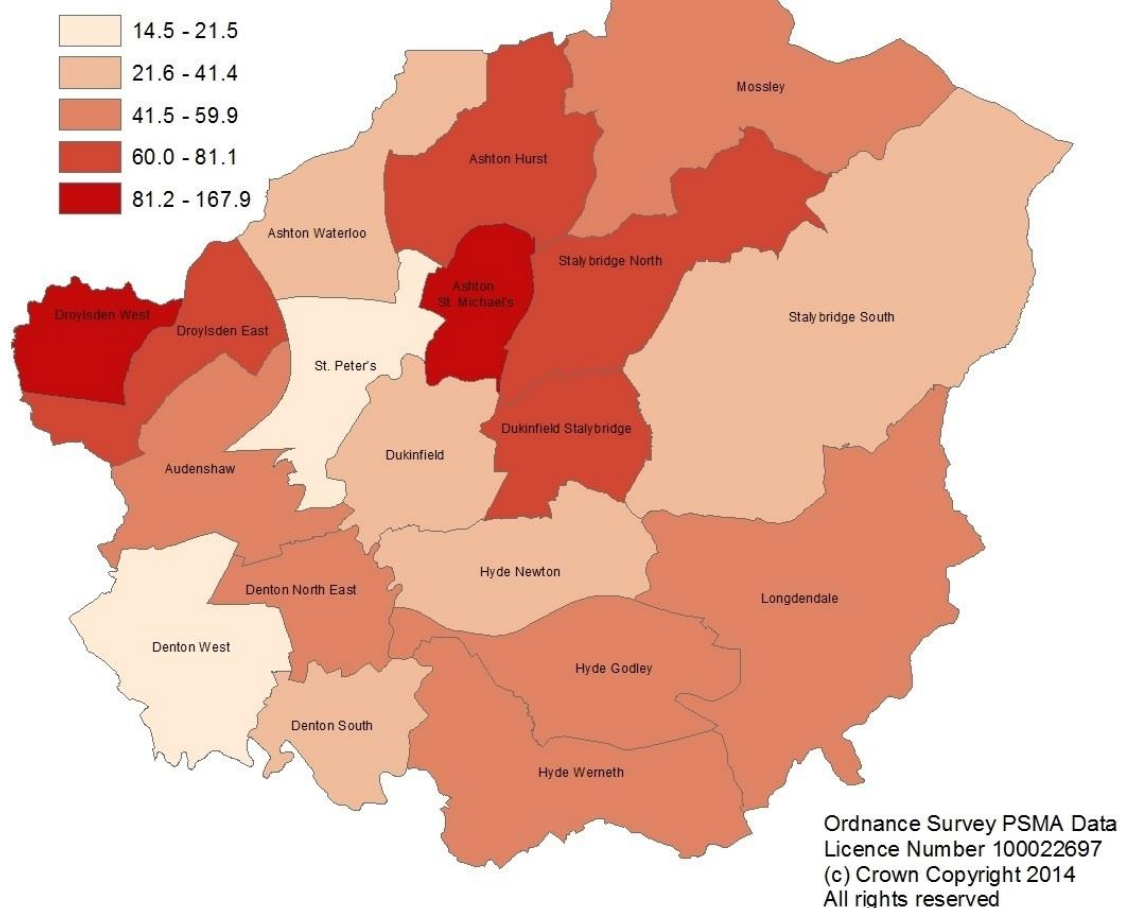 14.5 - 21.5
21.6 - 41.4
41.5 - 59.9
60.0 - 81.1
81.2 - 167.9
Mossley
Ashton Hurst
Ashton Waterloo
Stalybridge North
Ashton
St. Michael's
Droylsden West
Stalybridge South
Droylsden East
St. Peter's
Dukinfield Stalybridge
Dukinfield
Audenshaw
Hyde Newton
Denton North East
Longdendale
Denton West
Hyde Godley
Denton South
Hyde Werneth
Ordnance Survey PSMA Data
Licence Number 100022697
(c) Crown Copyright 2014
All rights reserved